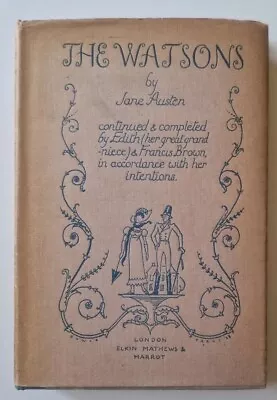 THE WATSONS
by
Jane Austen
continued & completed
by Edith (her great grand
-niece) & Francis Brown,
in accordance with her
intentions.
LONDON
ELKIN MATHEWS &
MARROT